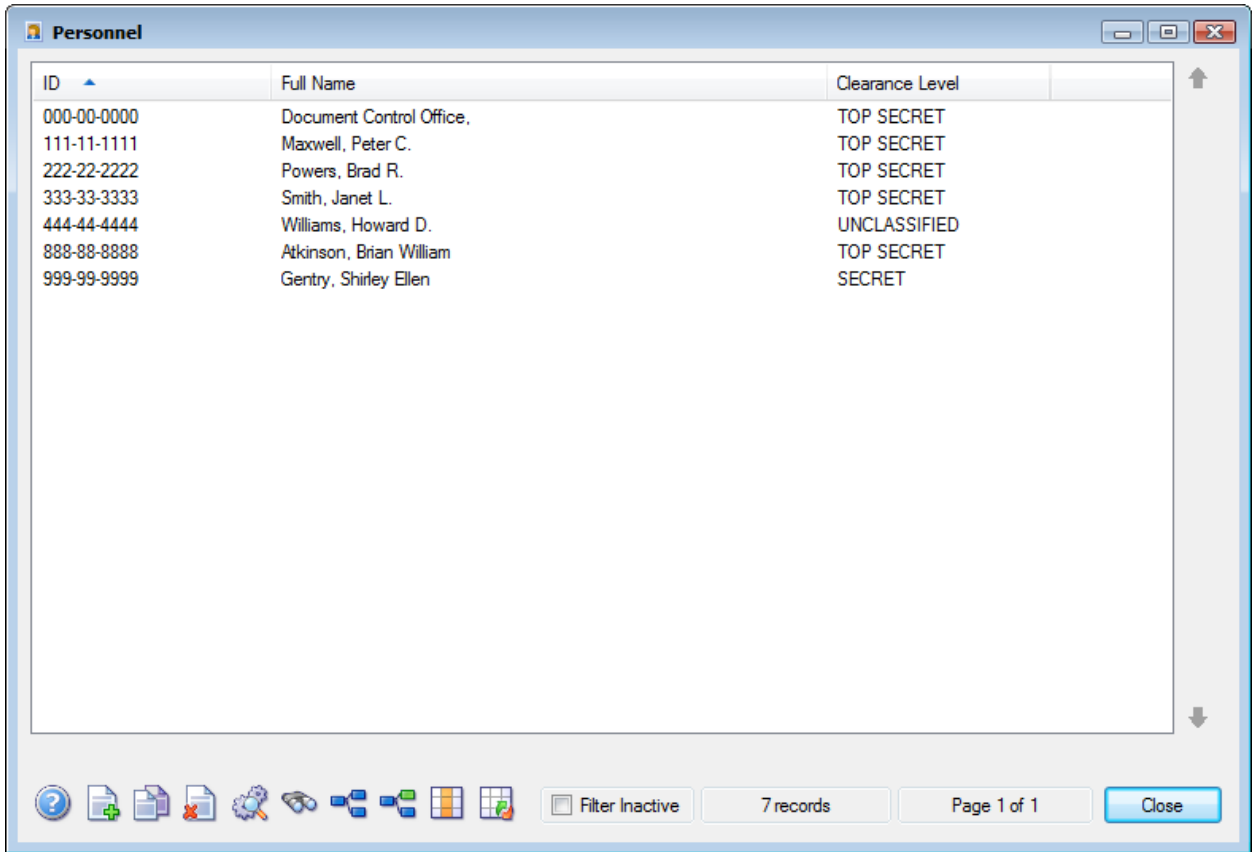 Personnel
ID Full Name Clearance Level
000-00-0000 Document Control Office, TOP SECRET
111-11-1111 Maxwell, Peter C. TOP SECRET
222-22-2222 Powers, Brad R. TOP SECRET
333-33-3333 Smith, Janet L. TOP SECRET
444-44-4444 Williams, Howard D. UNCLASSIFIED
888-88-8888 Atkinson, Brian William TOP SECRET
999-99-9999 Gentry, Shirley Ellen SECRET
Filter Inactive 7 records Page 1 of 1 Close